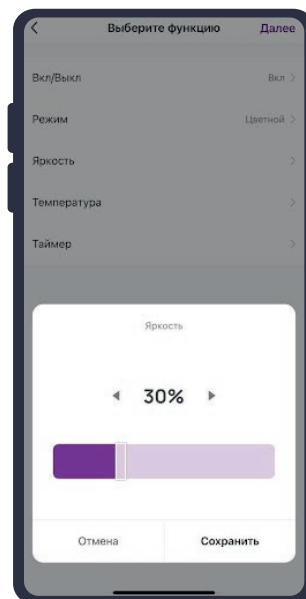 Выберите функцию Далее
Вкл/Выкл Вкл
Режим Цветной
Яркость
Температура
Таймер
Яркость
30%
Отмена Сохранить